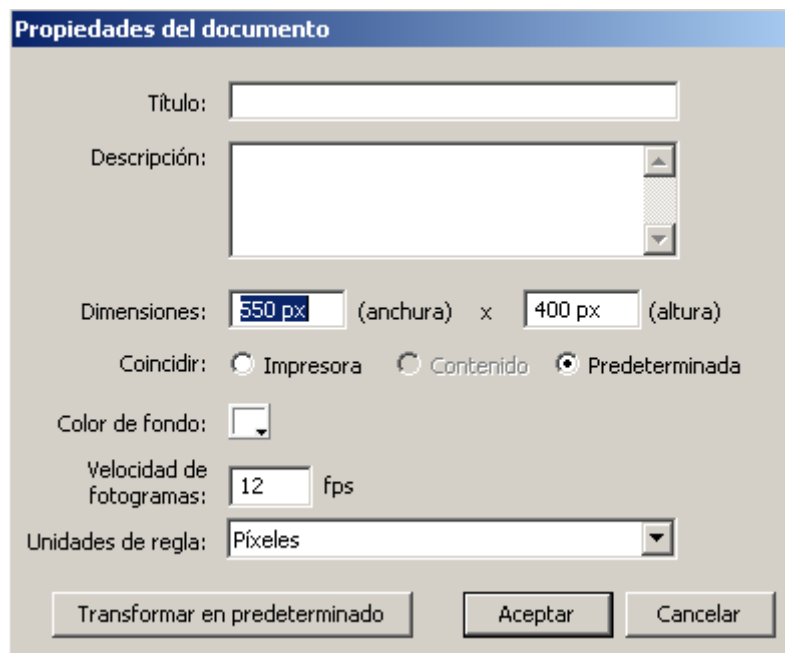 Propiedades del documento
Título:
Descripción:
Dimensiones: 550 px (anchura) x 400 px (altura)
Coincidir: Impresora Contenido Predeterminada
Color de fondo:
Velocidad de
fotogramas: 12 fps
Unidades de regla: Píxeles
Transformar en predeterminado Aceptar Cancelar